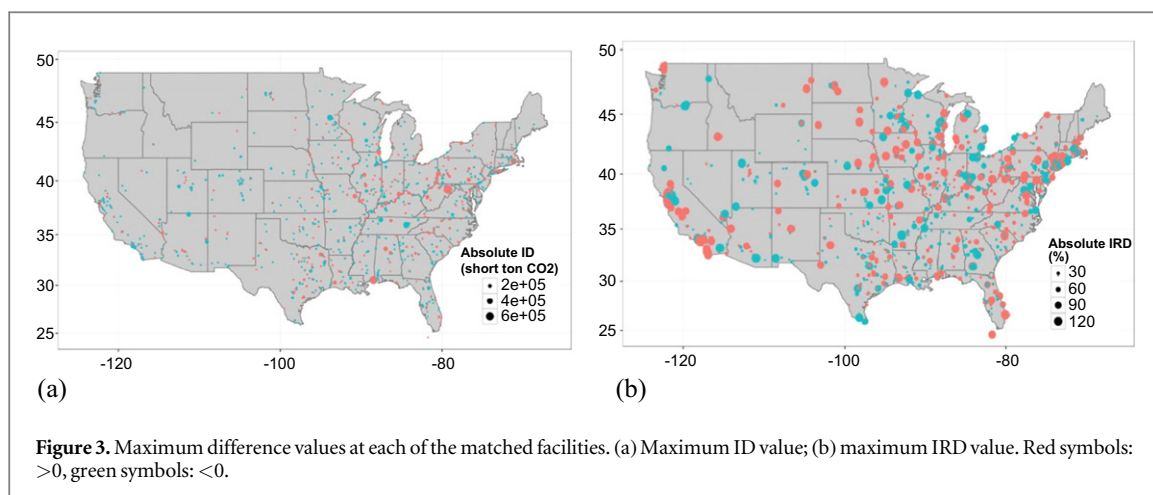 50
45
40
35
30
25
-120
-100
-80
Absolute ID
(short ton CO2)
2e+05
4e+05
6e+05
(a)
50
45
40
35
30
25
-120
-100
-80
Absolute IRD
(%)
30
60
90
120
(b)
Figure 3. Maximum difference values at each of the matched facilities. (a) Maximum ID value; (b) maximum IRD value. Red symbols:
>0, green symbols: <0.